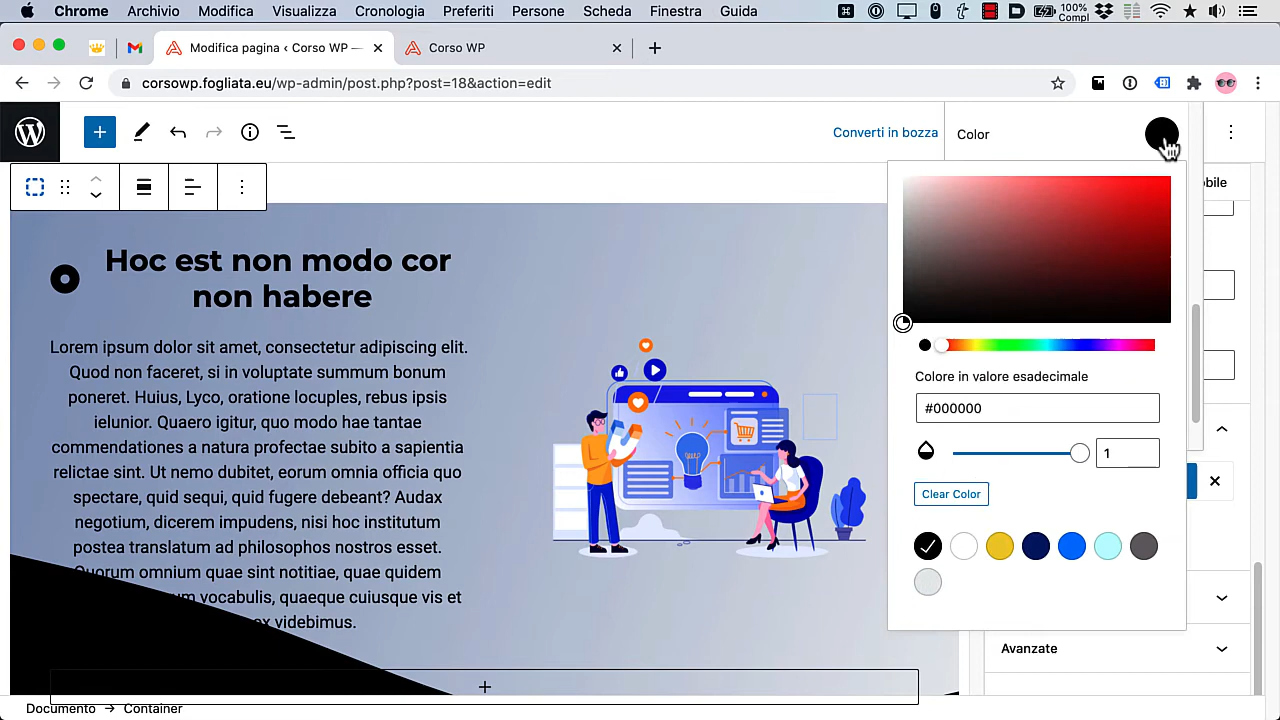 Chrome Archivio Modifica Visualizza Cronologia Preferiti Persone Scheda Finestra Guida 100% Compl
Modifica pagina ‹ Corso WP —
Corso WP
corsowp.fogliata.eu/wp-admin/post.php?post=18&action=edit
Converti in bozza
Color
Hoc est non modo cor
non habere
Lorem ipsum dolor sit amet, consectetur adipiscing elit.
Quod non faceret, si in voluptate summum bonum
poneret. Huius, Lyco, oratione locuples, rebus ipsis
ielunior. Quaero igitur, quo modo hae tantae
ommendationes a natura profectae subito a sapientia
relictae sint. Ut nemo dubitet, eorum omnia officia quo
spectare, quid sequi, quid fugere debeant? Audax
negotium, dicerem impudens, nisi hoc institutum
postea translatum ad philosophos nostros esset.
Quorum omnium quae sint notitiae, quae quidem
um vocabulis, quaeque cuiusque vis et
ex videbimus.
Colore in valore esadecimale
#000000
1
Clear Color
obile
Avanzate
Documento → Container